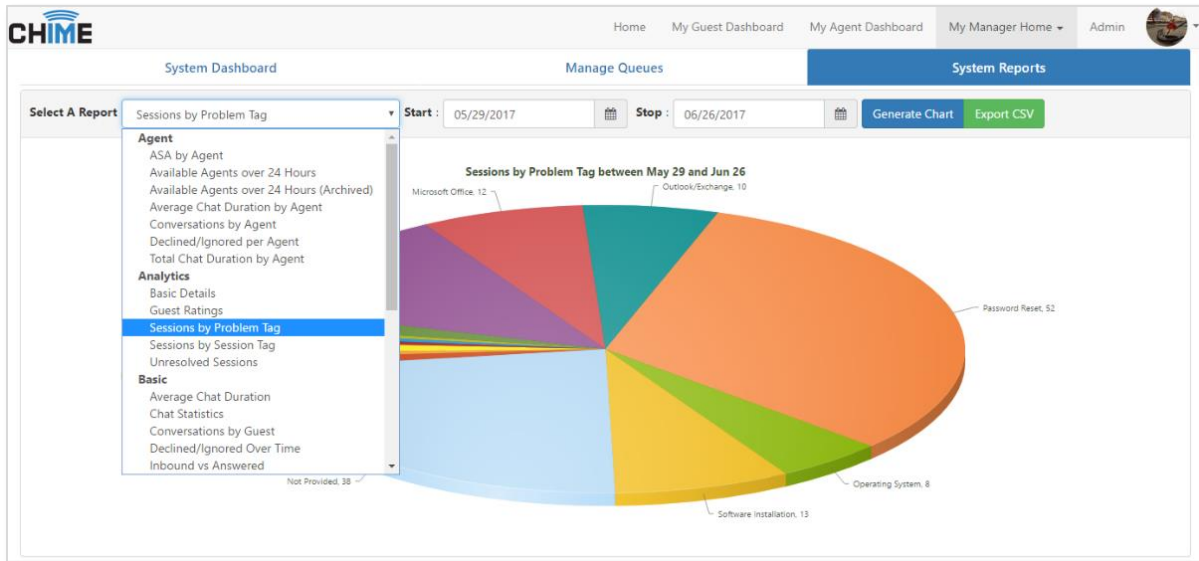 CHIME
Home My Guest Dashboard My Agent Dashboard My Manager Home Admin
System Dashboard Manage Queues System Reports
Select A Report Sessions by Problem Tag Start : 05/29/2017 Stop : 06/26/2017 Generate Chart Export CSV
Agent
ASA by Agent
Available Agents over 24 Hours
Available Agents over 24 Hours (Archived)
Average Chat Duration by Agent
Conversations by Agent
Declined/Ignored per Agent
Total Chat Duration by Agent
Analytics
Basic Details
Guest Ratings
Sessions by Problem Tag
Sessions by Session Tag
Unresolved Sessions
Basic
Average Chat Duration
Chat Statistics
Conversations by Guest
Declined/Ignored Over Time
Inbound vs Answered
Sessions by Problem Tag between May 29 and Jun 26
Microsoft Office, 12
Outlook/Exchange, 10
Password Reset, 52
Operating System, 8
Software Installation, 13
Not Provided, 38